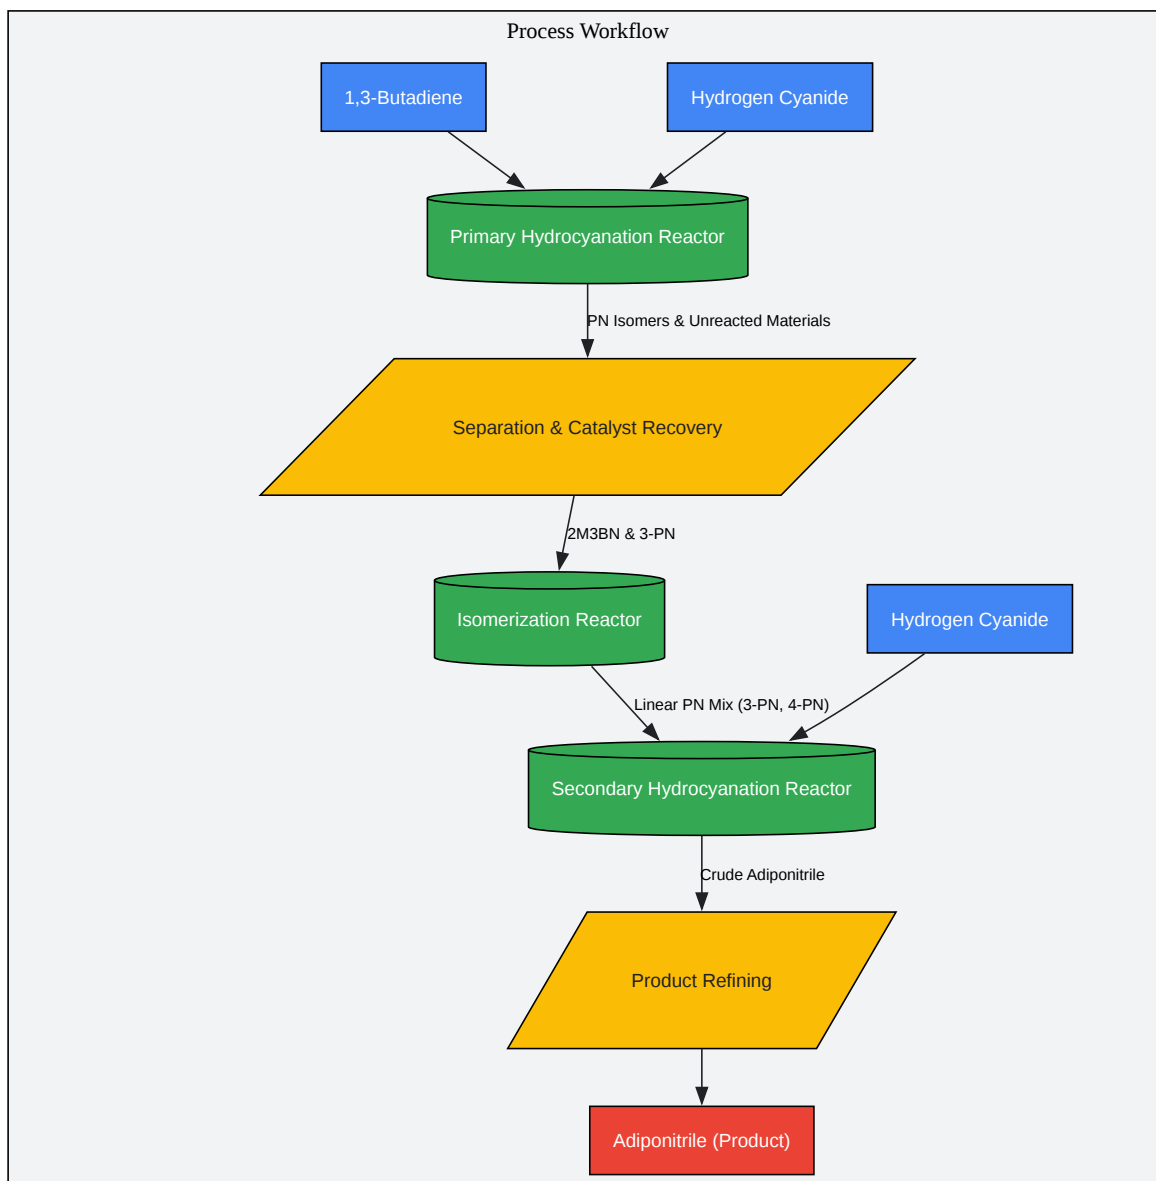 Process Workflow
1,3-Butadiene
Hydrogen Cyanide
Primary Hydrocyanation Reactor
PN Isomers & Unreacted Materials
Separation & Catalyst Recovery
2M3BN & 3-PN
Isomerization Reactor
Hydrogen Cyanide
Linear PN Mix (3-PN, 4-PN)
Secondary Hydrocyanation Reactor
Crude Adiponitrile
Product Refining
Adiponitrile (Product)